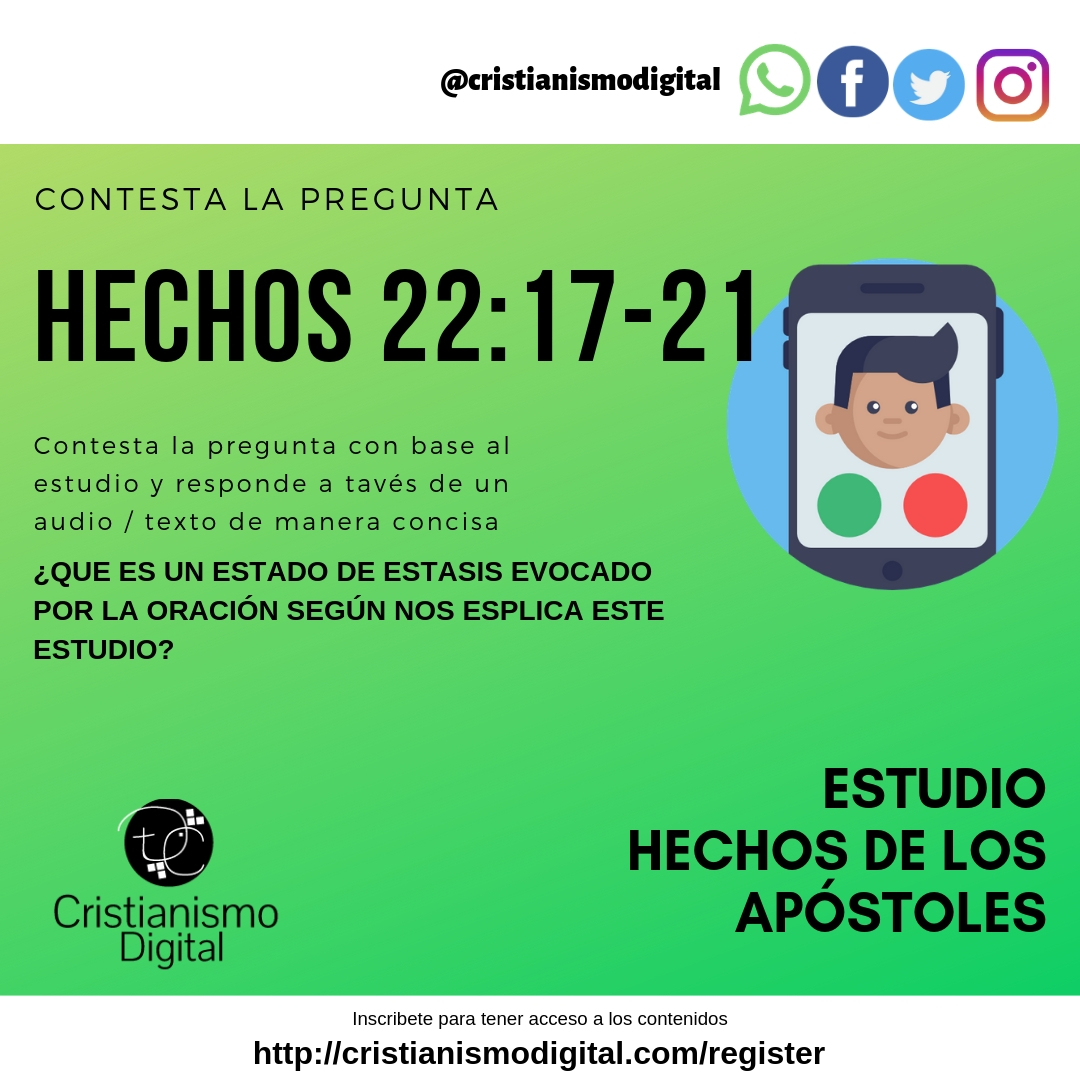 @cristianismodigital
CONTESTA LA PREGUNTA
HECHOS 22:17-21
Contesta la pregunta con base al
estudio y responde a tavés de un
audio / texto de manera concisa
¿QUE ES UN ESTADO DE ESTASIS EVOCADO
POR LA ORACIÓN SEGÚN NOS ESPLICA ESTE
ESTUDIO?
ESTUDIO
HECHOS DE LOS
APÓSTOLES
Cristianismo
Digital
Inscribete para tener acceso a los contenidos
http://cristianismodigital.com/register